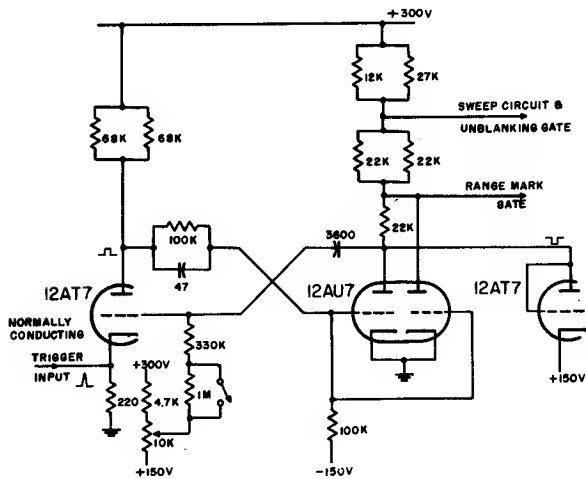 +300V
12K
27K
SWEEP CIRCUIT &
UNBLANKING GATE
68K
68K
22K
22K
RANGE MARK
GATE
22K
100K
3600
47
12AT7
12AU7
12AT7
NORMALLY
CONDUCTING
330K
TRIGGER
INPUT
+300V
1M
220
4.7K
10K
100K
+150V
+150V
-150V